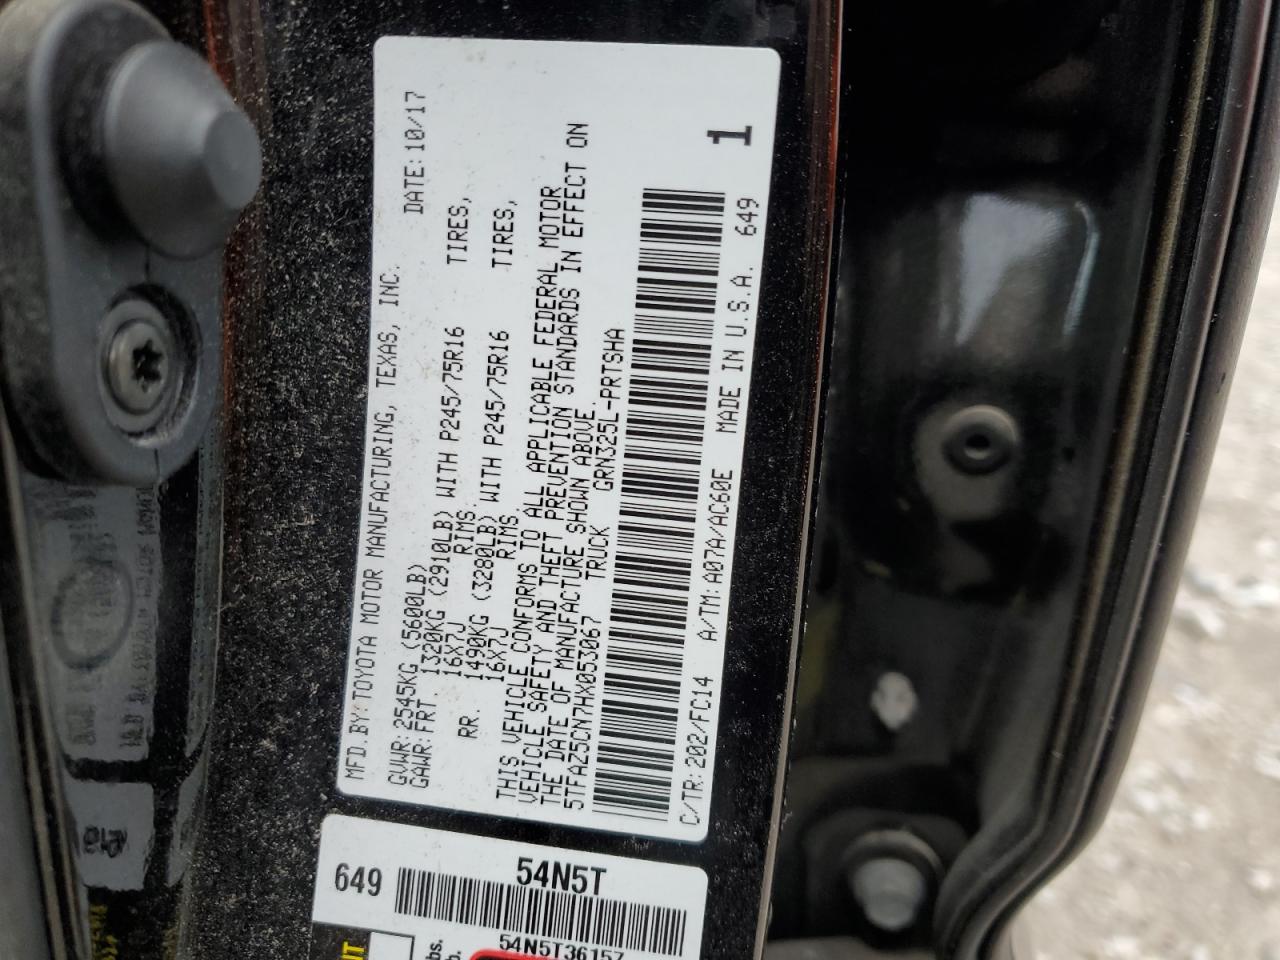 MFD.BY:TOYOTA MOTOR MANUFACTURING, TEXAS, INC. DATE:10/17
GVWR:2545KG (5600LB)
GAWR:FRT. 1320KG (2910LB) WITH P245/75R16 TIRES,
16X7J RIMS,
RR. 1490KG (3280LB) WITH P245/75R16 TIRES,
16X7J RIMS.
THIS VEHICLE CONFORMS TO ALL APPLICABLE FEDERAL MOTOR
VEHICLE SAFETY AND THEFT PREVENTION STANDARDS IN EFFECT ON
THE DATE OF MANUFACTURE SHOWN ABOVE.
5TFAZ5CN7HX053067 TRUCK GRN325L-PRTSHA
C/TR:202/FC14 A/TM:A07A/AC60E MADE IN U.S.A. 649
1
54N5T
649
54N5T36157